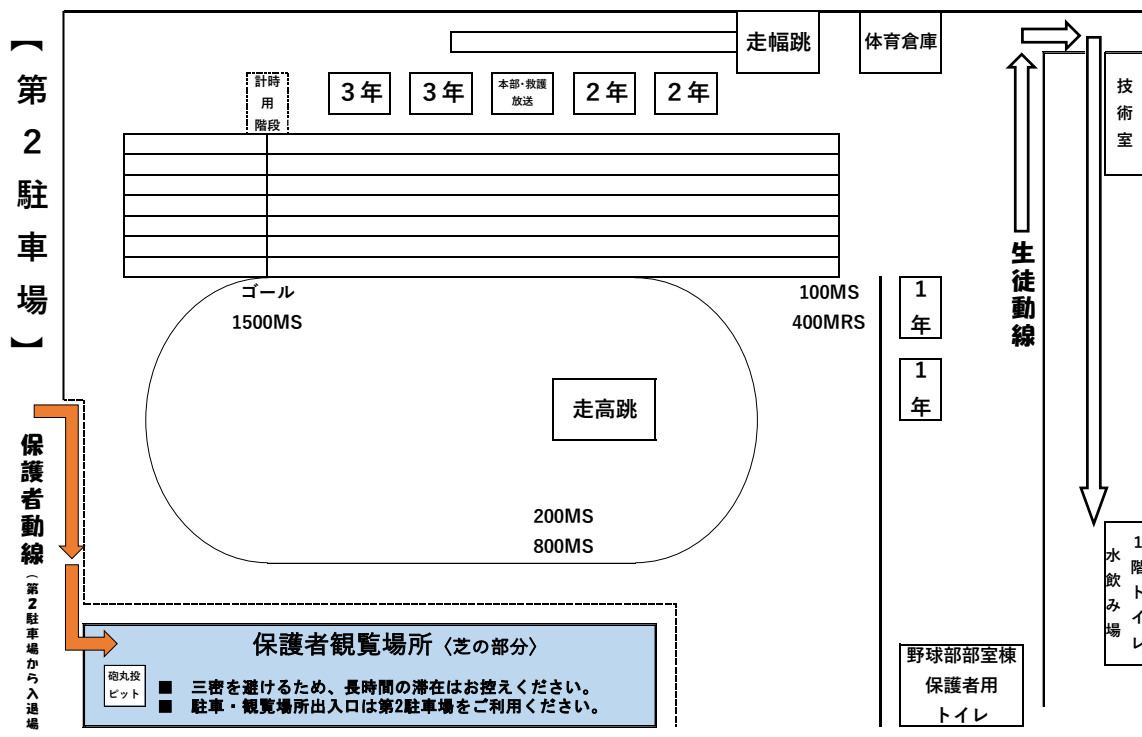 【第２駐車場】
走幅跳
体育倉庫
計時
用
階段
３年
３年
本部・救護
放送
２年
２年
技術室
生徒動線
ゴール
1500MS
100MS
400MRS
１年
１年
走高跳
200MS
800MS
保護者動線（第２駐車場から入退場
保護者観覧場所〈芝の部分〉
砲丸投
ピット
■ 三密を避けるため、長時間の滞在はお控えください。
■ 駐車・観覧場所出入口は第2駐車場をご利用ください。
1階トイレ
水飲み場
野球部部室棟
保護者用
トイレ